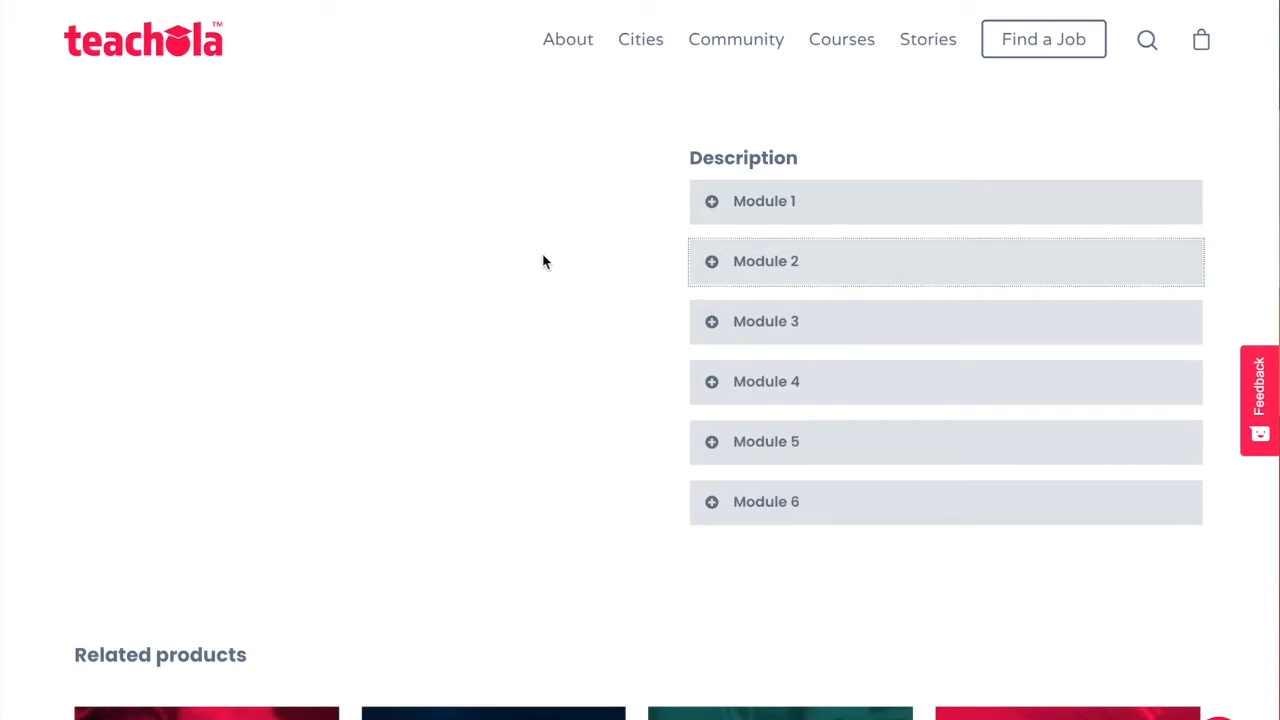 teachola™
About Cities Community Courses Stories Find a Job
Description
Module 1
Module 2
Module 3
Module 4
Module 5
Module 6
Feedback
Related products